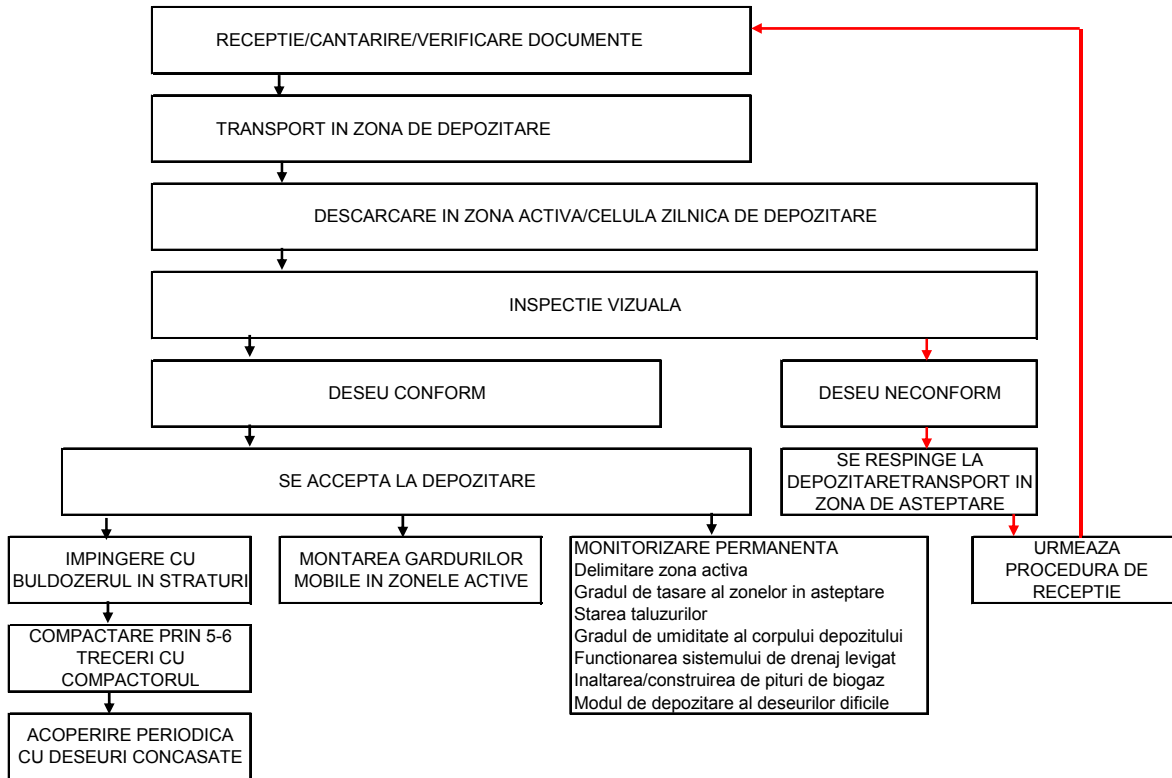 RECEPTIE/CANTARIRE/VERIFICARE DOCUMENTE
TRANSPORT IN ZONA DE DEPOZITARE
DESCARCARE IN ZONA ACTIVA/CELULA ZILNICA DE DEPOZITARE
INSPECTIE VIZUALA
DESEU CONFORM
DESEU NECONFORM
SE ACCEPTA LA DEPOZITARE
SE RESPINGE LA
DEPOZITARETRANSPORT IN
ZONA DE ASTEPTARE
IMPINGERE CU
BULDOZERUL IN STRATURI
MONTAREA GARDURILOR
MOBILE IN ZONELE ACTIVE
MONITORIZARE PERMANENTA
Delimitare zona activa
Gradul de tasare al zonelor in asteptare
Starea taluzurilor
Gradul de umiditate al corpului depozitului
Functionarea sistemului de drenaj levigat
Inaltarea/construirea de pituri de biogaz
Modul de depozitare al deseurilor dificile
URMEAZA
PROCEDURA DE
RECEPTIE
COMPACTARE PRIN 5-6
TRECERI CU
COMPACTORUL
ACOPERIRE PERIODICA
CU DESEURI CONCASATE